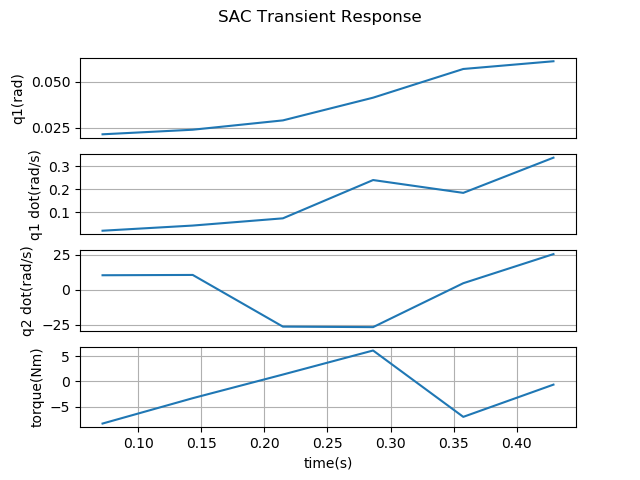 SAC Transient Response
q1(rad)
0.050
0.025
q1 dot(rad/s)
0.3
0.2
0.1
q2 dot(rad/s)
25
0
−25
torque(Nm)
5
0
−5
0.10 0.15 0.20 0.25 0.30 0.35 0.40
time(s)